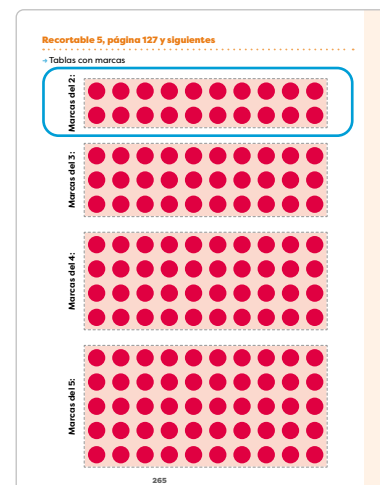 Recortable 5, página 127 y siguientes
→ Tablas con marcas
Marcas del 2:
Marcas del 3:
Marcas del 4:
Marcas del 5:
265